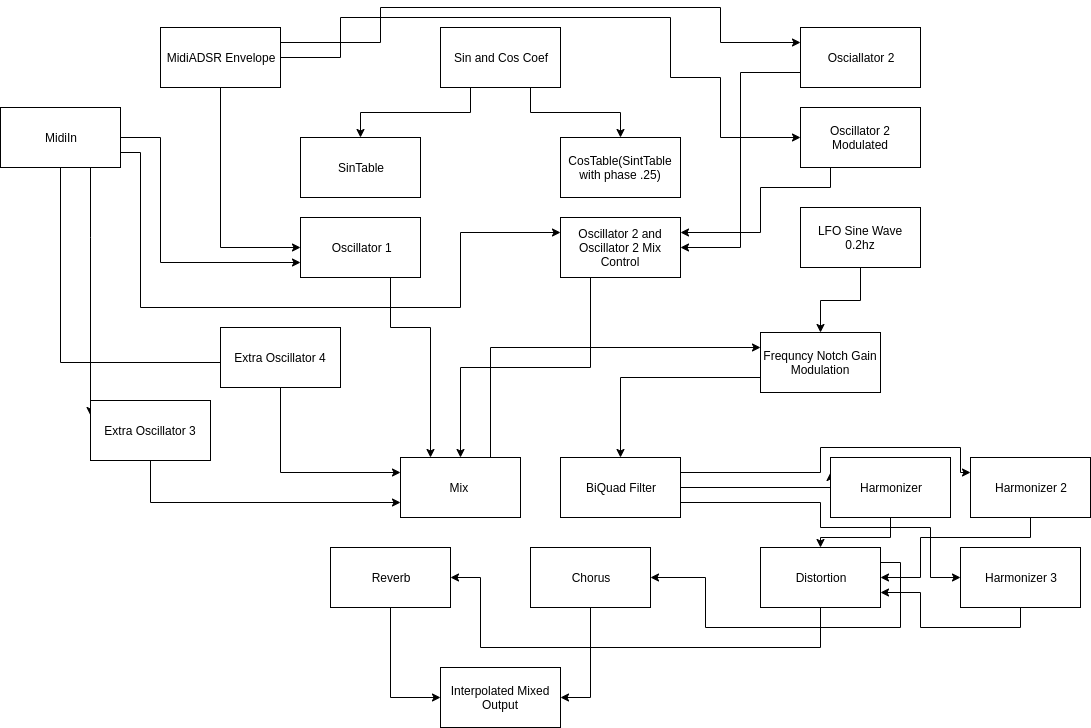 MidiADSR Envelope
Sin and Cos Coef
Osciallator 2
MidiIn
SinTable
CosTable(SintTable
with phase .25)
Oscillator 2
Modulated
Oscillator 1
Oscillator 2 and
Oscillator 2 Mix
Control
LFO Sine Wave
0.2hz
Extra Oscillator 4
Frequncy Notch Gain
Modulation
Extra Oscillator 3
Mix
BiQuad Filter
Harmonizer
Harmonizer 2
Reverb
Chorus
Distortion
Harmonizer 3
Interpolated Mixed
Output